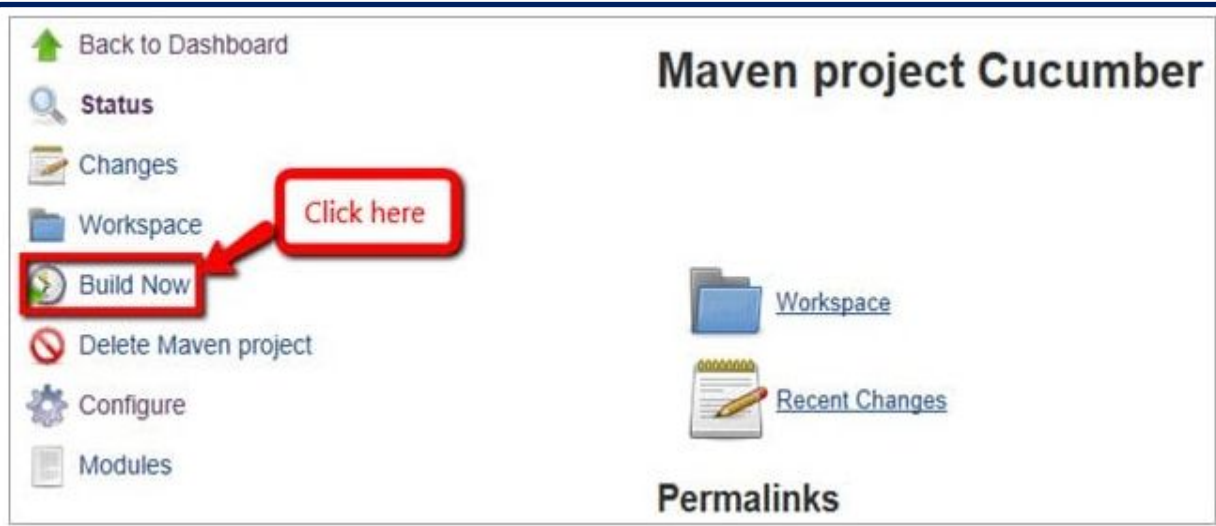 Back to Dashboard
Status
Changes
Workspace
Build Now
Delete Maven project
Configure
Modules
Click here
Maven project Cucumber
Workspace
Recent Changes
Permalinks